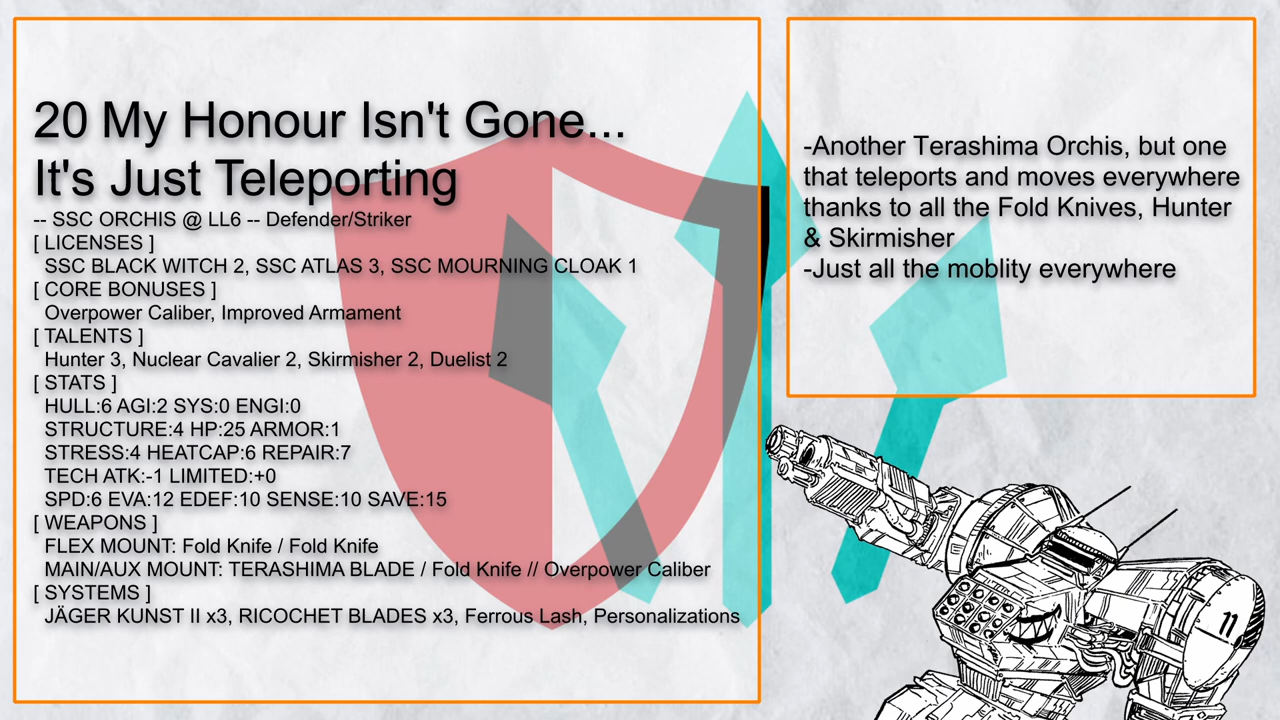 20 My Honour Isn't Gone...
It's Just Teleporting
-- SSC ORCHIS @ LL6 -- Defender/Striker
[ LICENSES ]
SSC BLACK WITCH 2, SSC ATLAS 3, SSC MOURNING CLOAK 1
[ CORE BONUSES ]
Overpower Caliber, Improved Armament
[ TALENTS ]
Hunter 3, Nuclear Cavalier 2, Skirmisher 2, Duelist 2
[ STATS ]
HULL:6 AGI:2 SYS:0 ENGI:0
STRUCTURE:4 HP:25 ARMOR:1
STRESS:4 HEATCAP:6 REPAIR:7
TECH ATK:-1 LIMITED:+0
SPD:6 EVA:12 EDEF:10 SENSE:10 SAVE:15
[ WEAPONS ]
FLEX MOUNT: Fold Knife / Fold Knife
MAIN/AUX MOUNT: TERASHIMA BLADE / Fold Knife // Overpower Caliber
[ SYSTEMS ]
JÄGER KUNST II x3, RICOCHET BLADES x3, Ferrous Lash, Personalizations
-Another Terashima Orchis, but one
that teleports and moves everywhere
thanks to all the Fold Knives, Hunter
& Skirmisher
-Just all the moblity everywhere
11